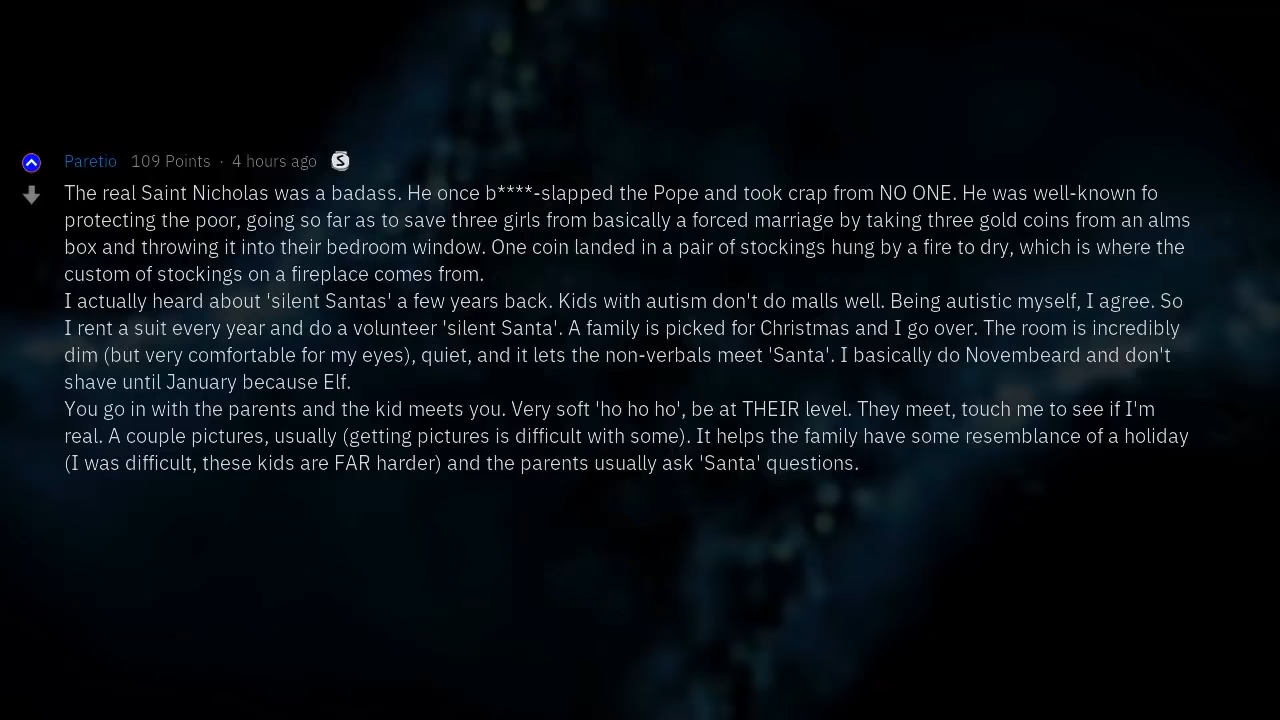 Paretio 109 Points · 4 hours ago S
The real Saint Nicholas was a badass. He once b****-slapped the Pope and took crap from NO ONE. He was well-known fo
protecting the poor, going so far as to save three girls from basically a forced marriage by taking three gold coins from an alms
box and throwing it into their bedroom window. One coin landed in a pair of stockings hung by a fire to dry, which is where the
custom of stockings on a fireplace comes from.
I actually heard about 'silent Santas' a few years back. Kids with autism don't do malls well. Being autistic myself, I agree. So
I rent a suit every year and do a volunteer 'silent Santa'. A family is picked for Christmas and I go over. The room is incredibly
dim (but very comfortable for my eyes), quiet, and it lets the non-verbals meet 'Santa'. I basically do Novembeard and don't
shave until January because Elf.
You go in with the parents and the kid meets you. Very soft 'ho ho ho', be at THEIR level. They meet, touch me to see if I'm
real. A couple pictures, usually (getting pictures is difficult with some). It helps the family have some resemblance of a holiday
(I was difficult, these kids are FAR harder) and the parents usually ask 'Santa' questions.